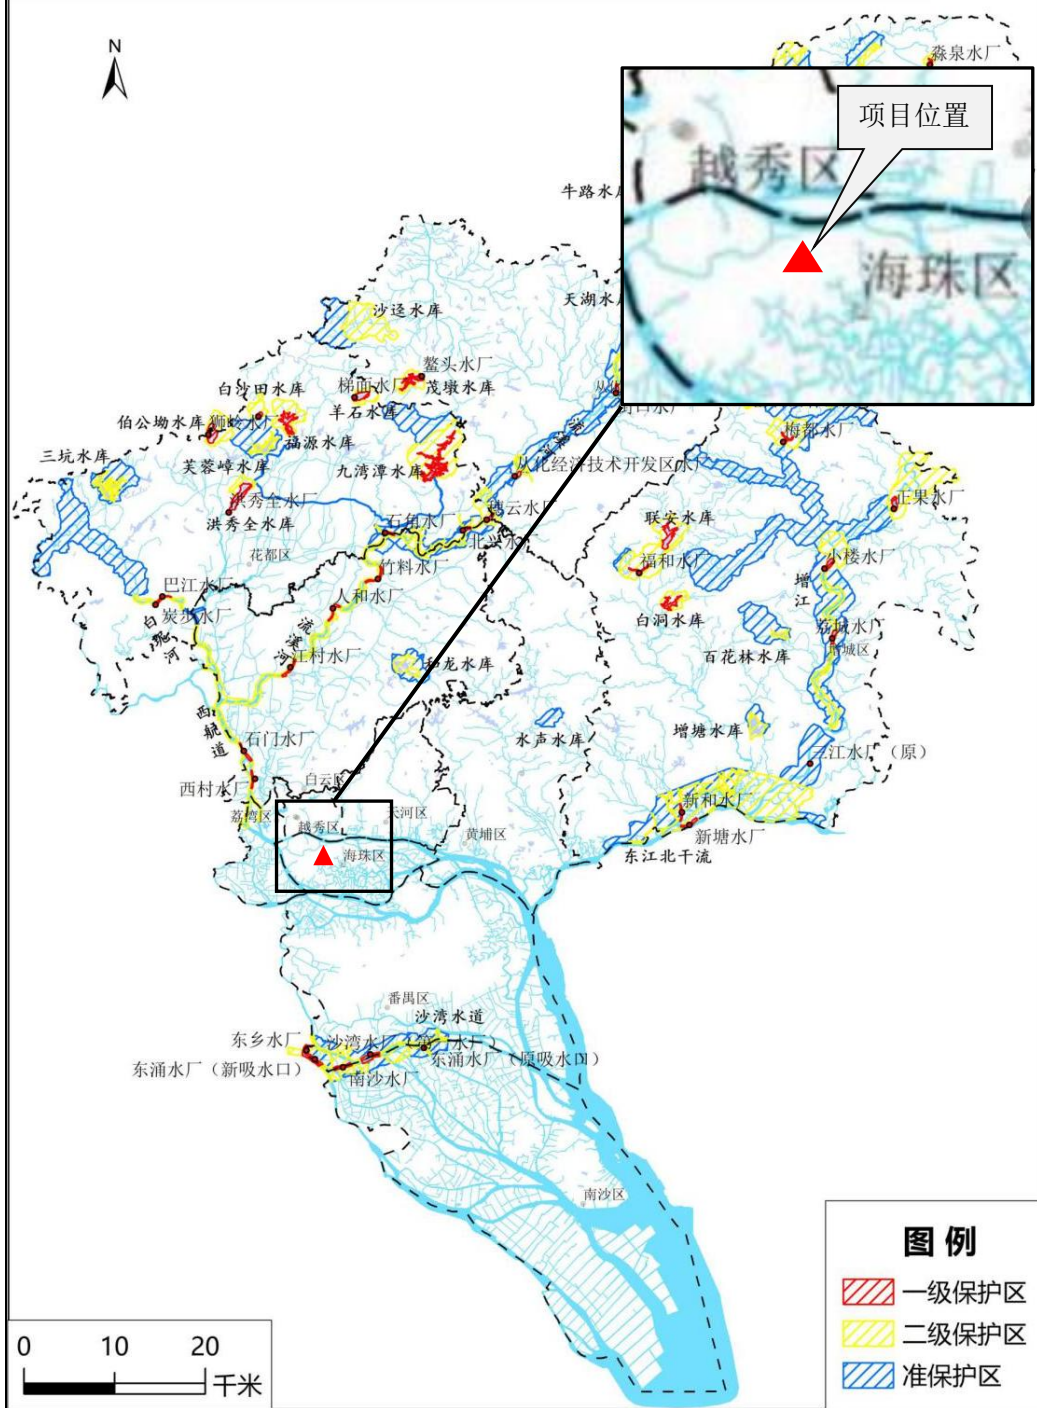 N
淼泉水厂
项目位置
越秀区
海珠区
牛路水
天湖水
沙迳水库
鳌头水厂
梯面水厂
茂墩水库
羊石水库
白沙田水库
伯公坳水库
狮岭水厂
福源水库
芙蓉嶂水库
九湾潭水库
三坑水库
洪秀全水厂
洪秀全水库
花都区
流溪河
从化经济技术开发区水厂
穗云水厂
石角水厂
北兴水
竹料水厂
人和水厂
巴江水厂
炭步水厂
白坭河
流溪河
江村水厂
和龙水库
西航道
石门水厂
西村水厂
荔湾区
白云区
越秀区
天河区
海珠区
黄埔区
梅都水厂
正果水厂
联安水库
福和水厂
小楼水厂
增江
白洞水库
荔城水厂
增城区
百花林水库
增塘水库
水声水库
三江水厂（原）
新和水厂
新塘水厂
东江北干流
番禺区
沙湾水道
东乡水厂
沙湾水厂
东涌水厂（新吸水口）
东涌水厂（原吸水口）
南沙水厂
南沙区
图例
一级保护区
二级保护区
准保护区
0 10 20
千米